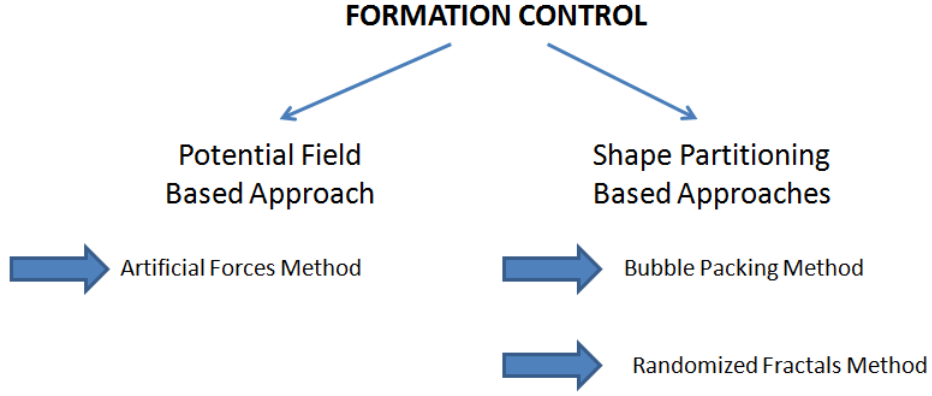 FORMATION CONTROL
Potential Field
Based Approach
Artificial Forces Method
Shape Partitioning
Based Approaches
Bubble Packing Method
Randomized Fractals Method